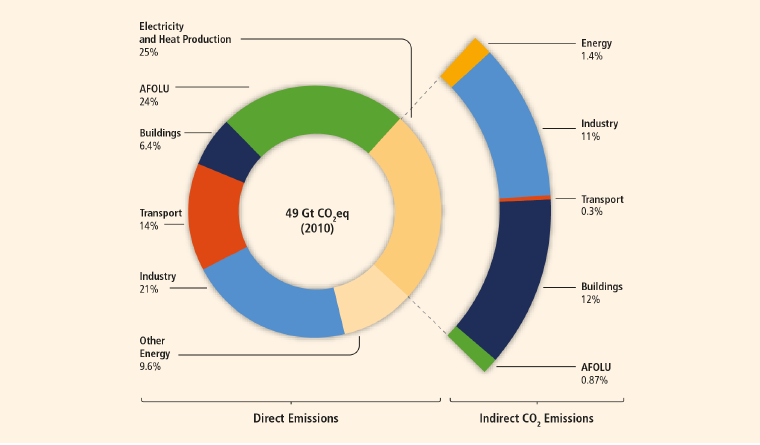 Electricity
and Heat Production
25%
AFOLU
24%
Buildings
6.4%
Transport
14%
Industry
21%
Other
Energy
9.6%
49 Gt CO₂eq
(2010)
Energy
1.4%
Industry
11%
Transport
0.3%
Buildings
12%
AFOLU
0.87%
Direct Emissions
Indirect CO₂ Emissions